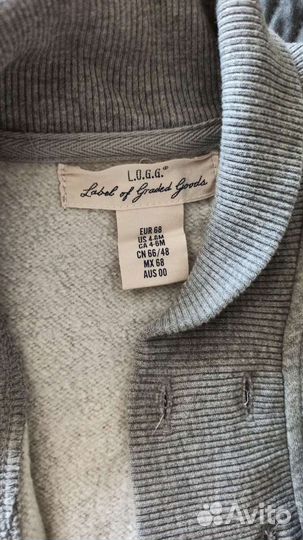 L.O.G.G.®
Label of Graded Goods
EUR 68
US 4-6M
CA 4-6M
CN 66/48
MX 68
AUS 00
Avito